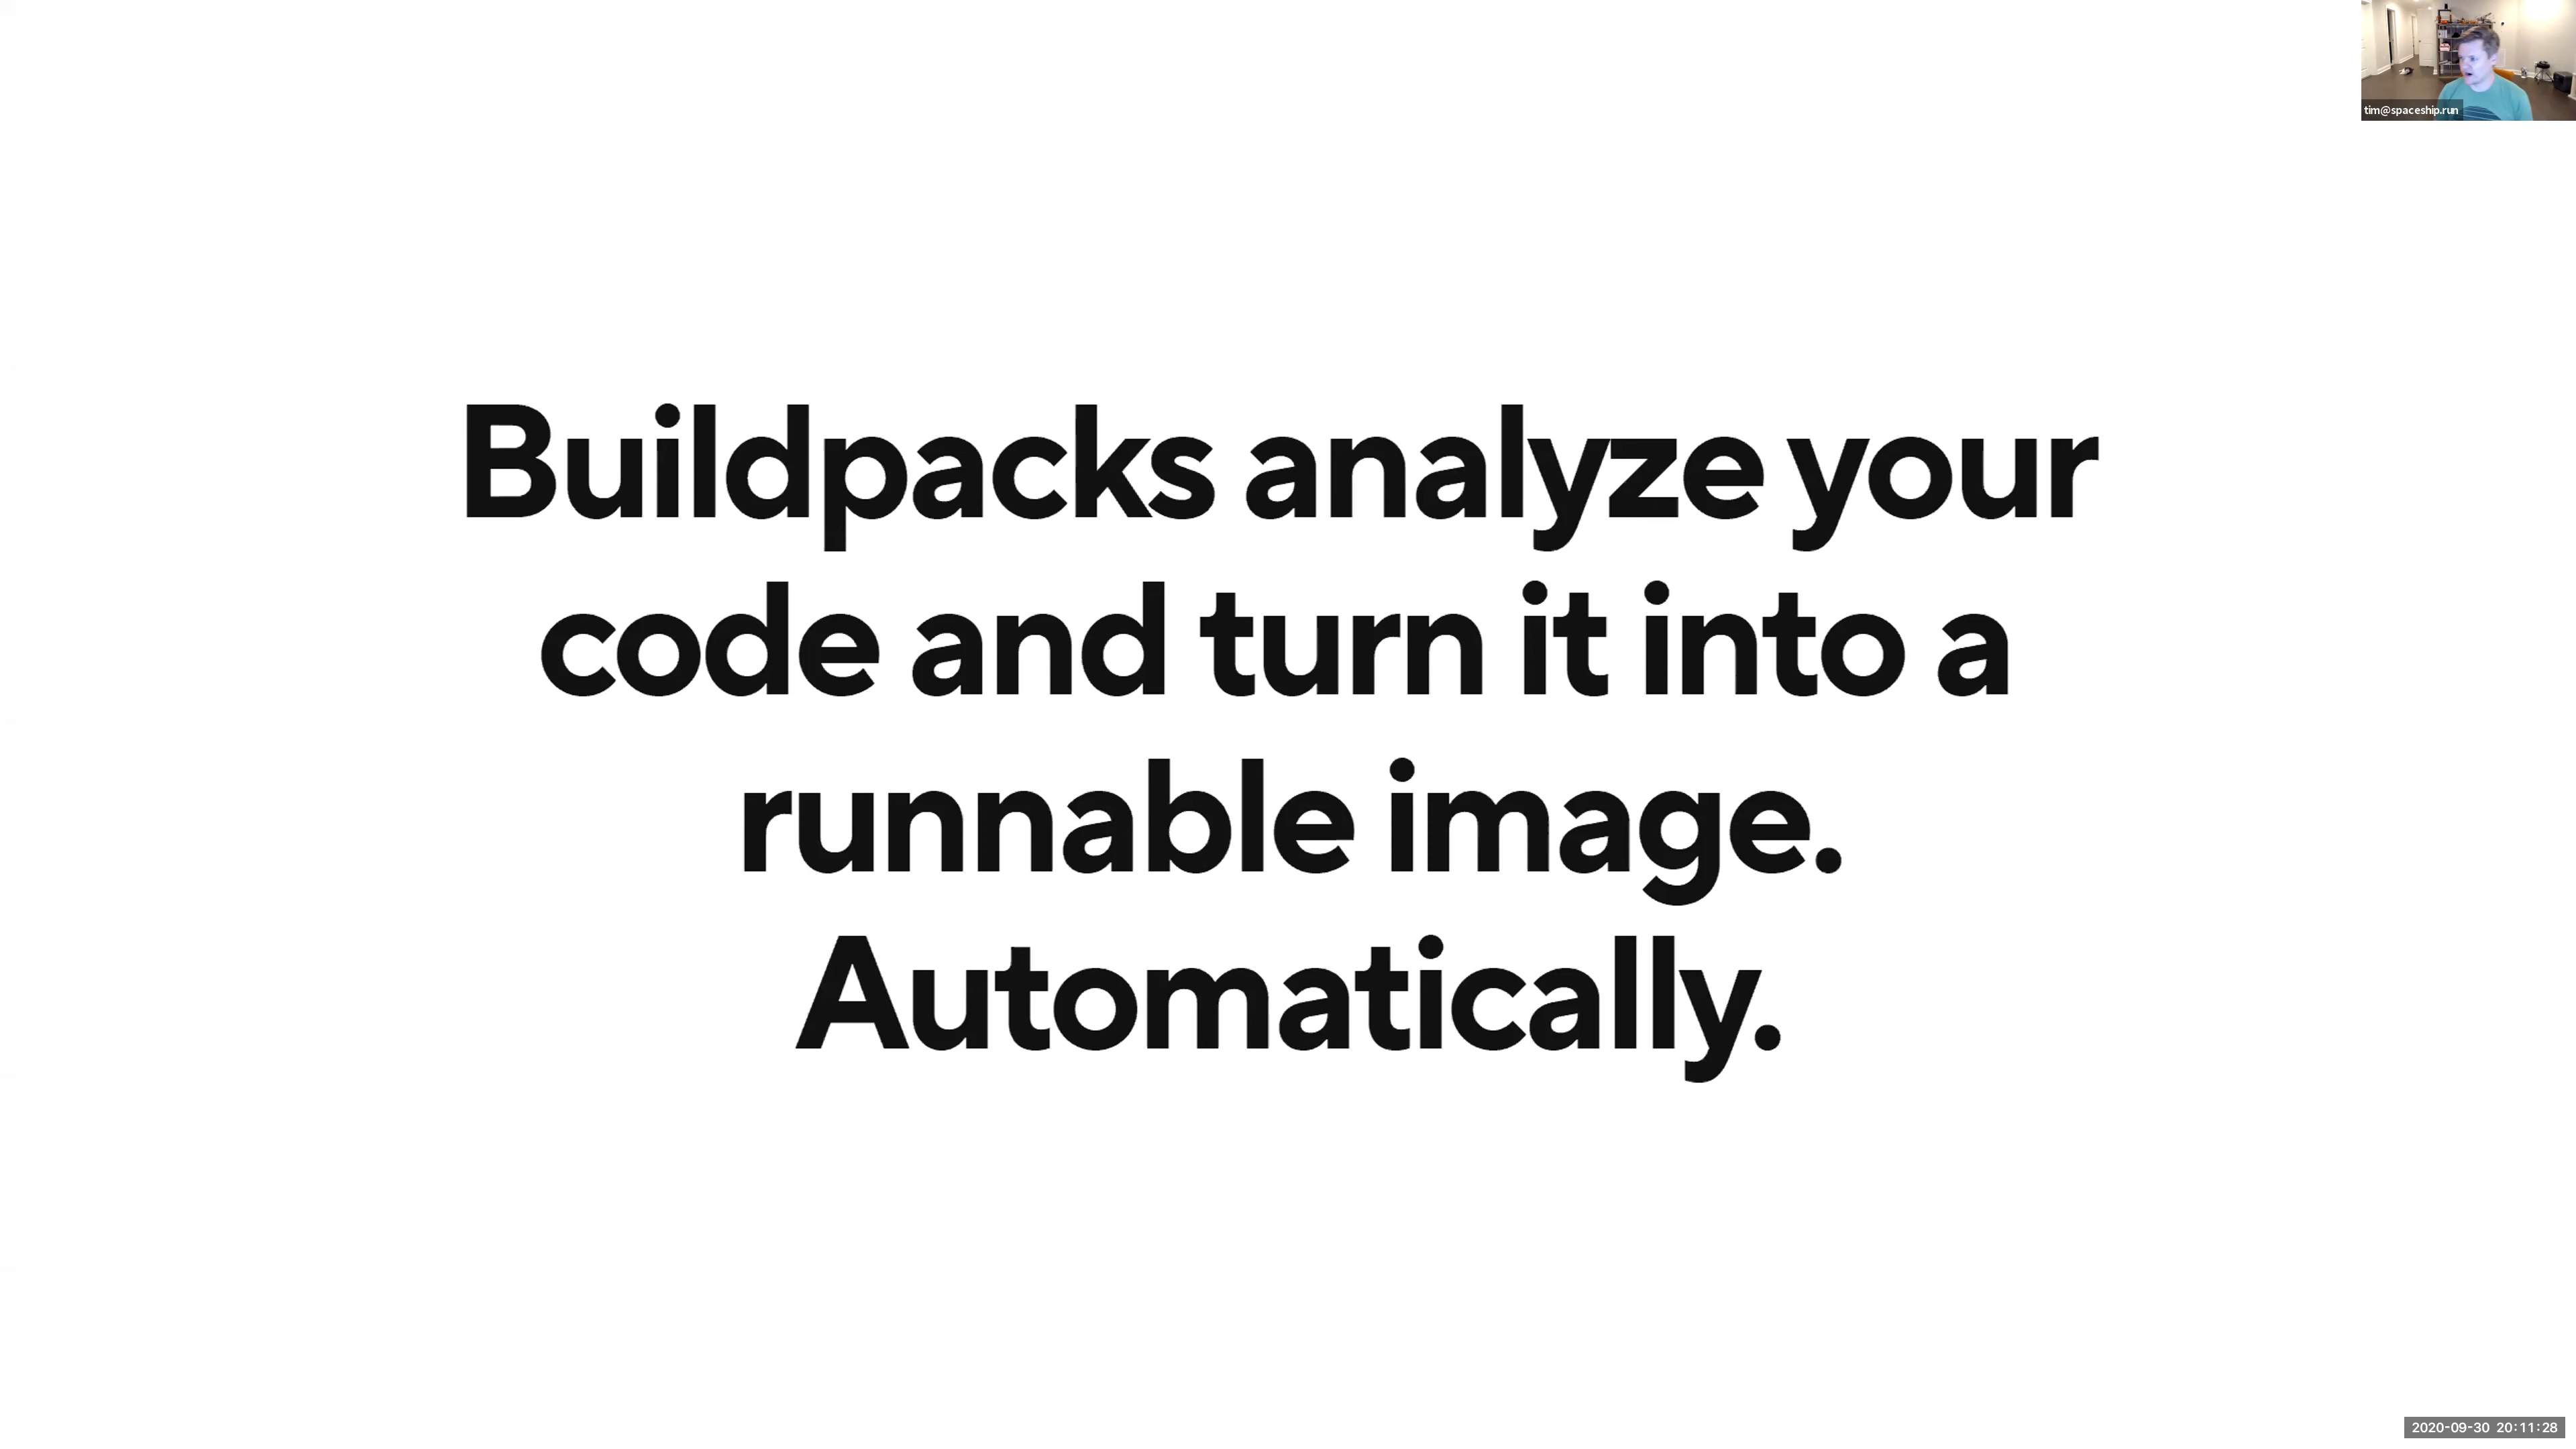 tim@spaceship.run
Buildpacks analyze your
code and turn it into a
runnable image.
Automatically.
2020-09-30 20:11:28